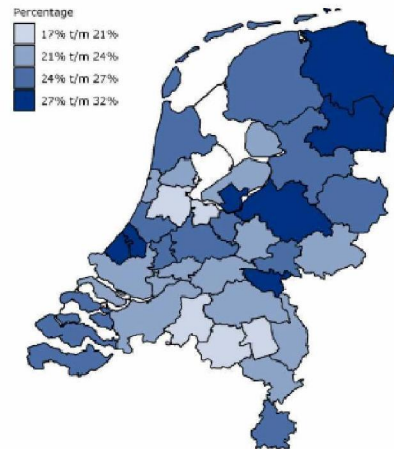 Percentage
17% t/m 21%
21% t/m 24%
24% t/m 27%
27% t/m 32%